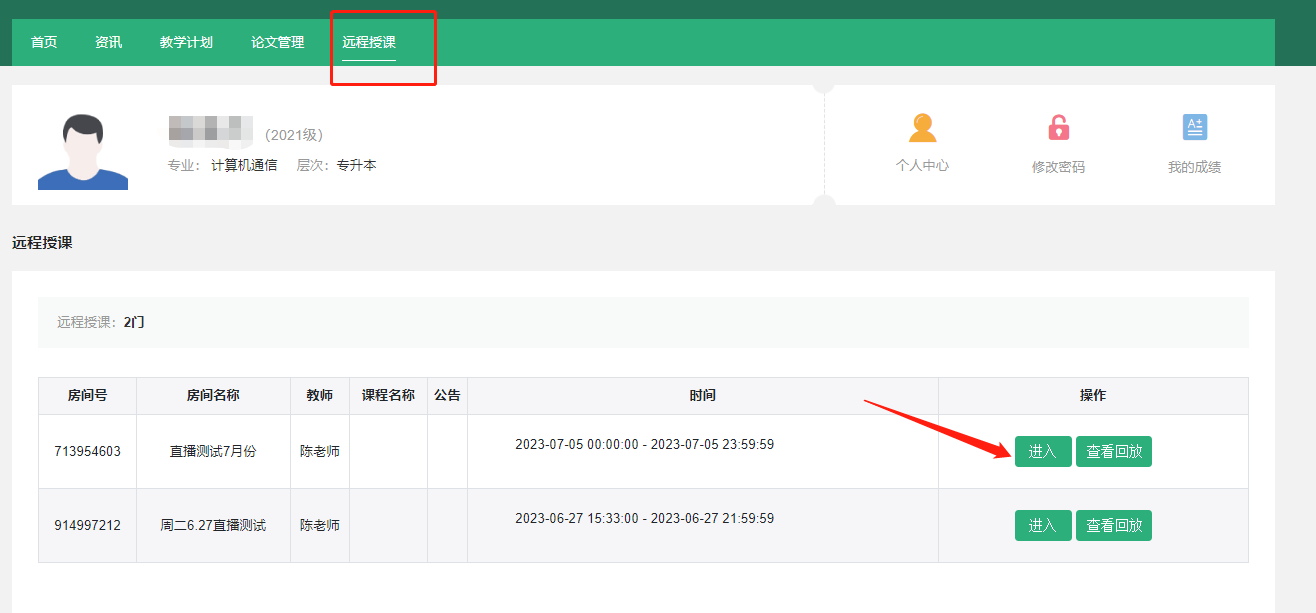 首页 资讯 教学计划 论文管理 远程授课
(2021级)
专业: 计算机通信 层次: 专升本
个人中心 修改密码 我的成绩
远程授课
远程授课: 2门
房间号 房间名称 教师 课程名称 公告 时间 操作
713954603 直播测试7月份 陈老师 2023-07-05 00:00:00 - 2023-07-05 23:59:59 进入 查看回放
914997212 周二6.27直播测试 陈老师 2023-06-27 15:33:00 - 2023-06-27 21:59:59 进入 查看回放